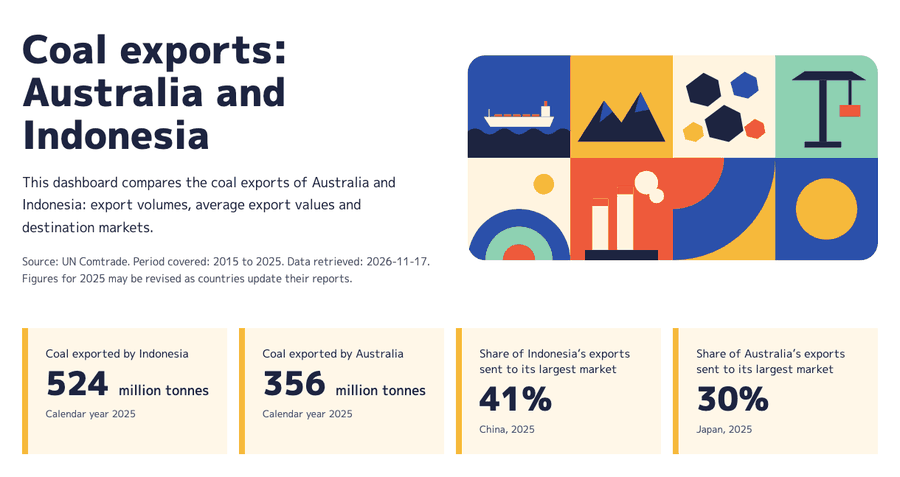 Coal exports:
Australia and
Indonesia
This dashboard compares the coal exports of Australia and
Indonesia: export volumes, average export values and
destination markets.
Source: UN Comtrade. Period covered: 2015 to 2025. Data retrieved: 2026-11-17.
Figures for 2025 may be revised as countries update their reports.
Coal exported by Indonesia
524 million tonnes
Calendar year 2025
Coal exported by Australia
356 million tonnes
Calendar year 2025
Share of Indonesia’s exports
sent to its largest market
41%
China, 2025
Share of Australia’s exports
sent to its largest market
30%
Japan, 2025